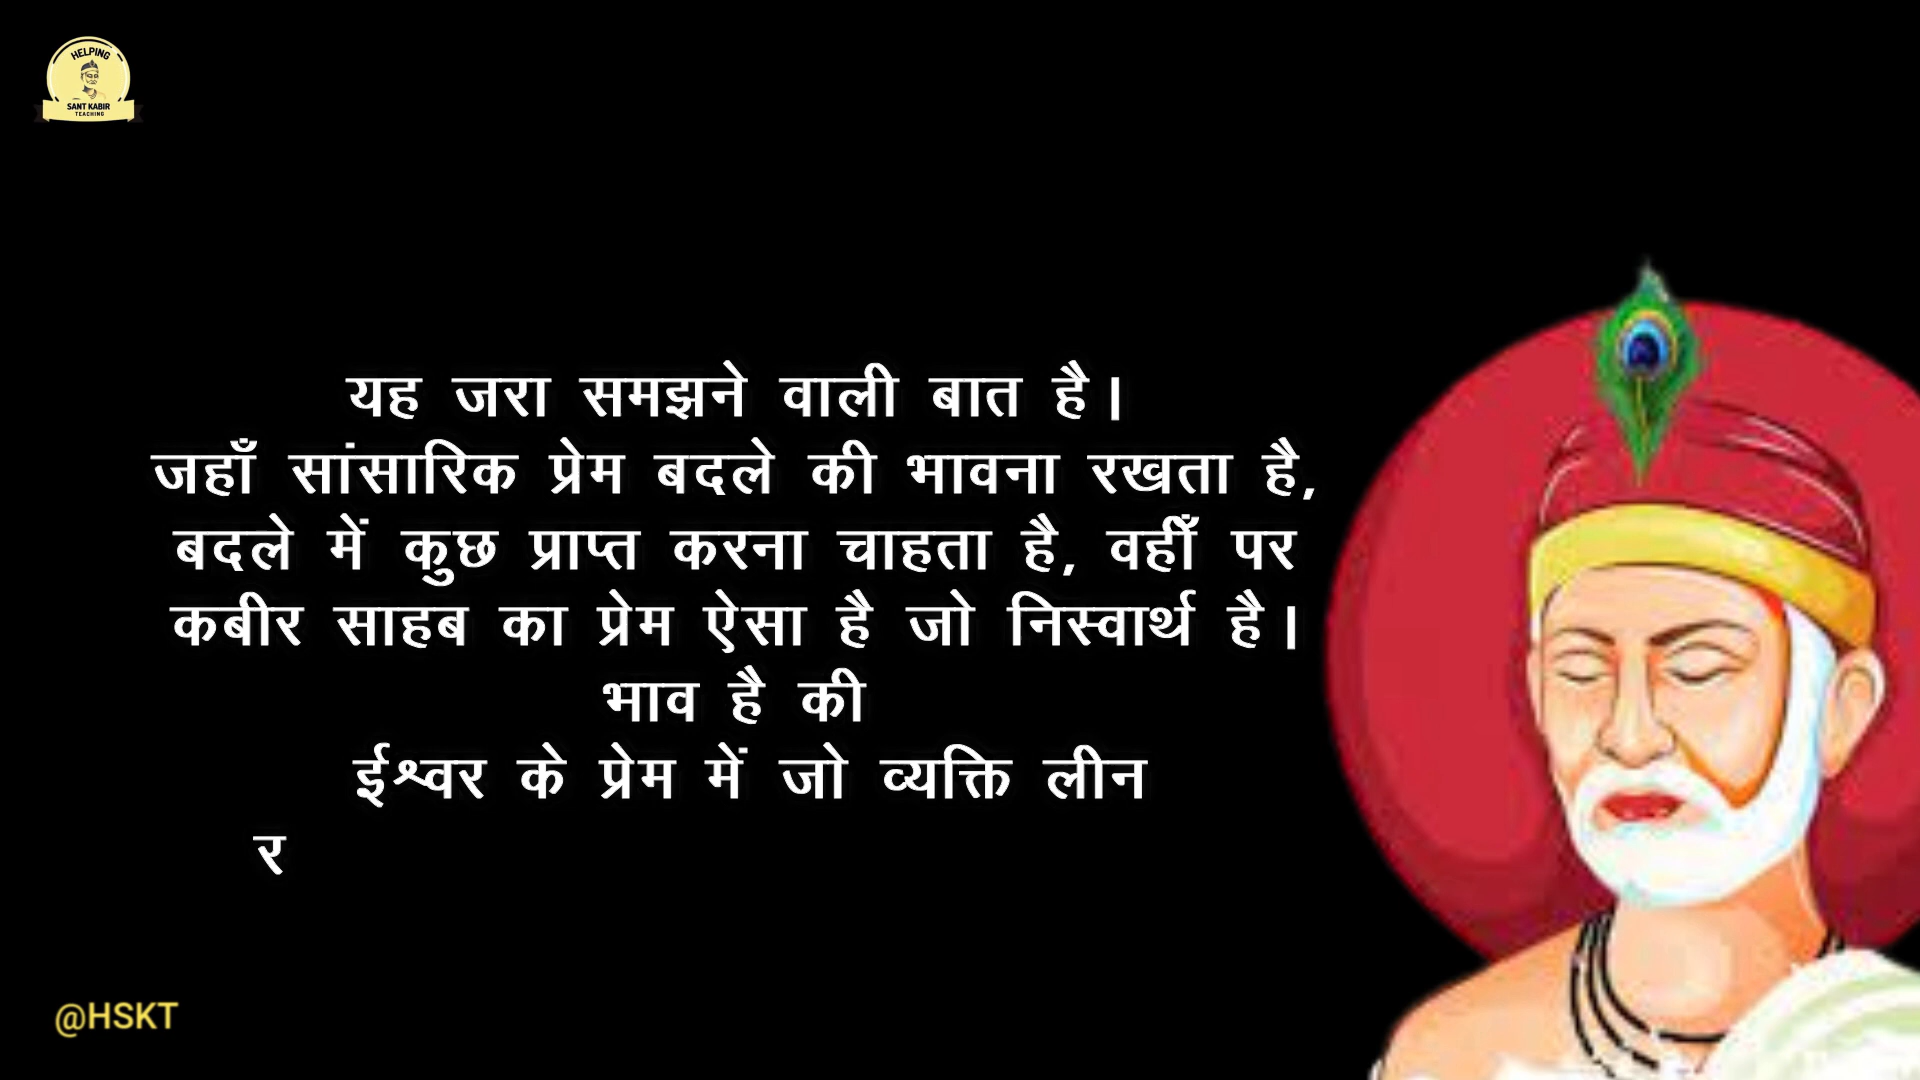 HELPING
SANT KABIR
TEACHING
यह जरा समझने वाली बात है।
जहाँ सांसारिक प्रेम बदले की भावना रखता है,
बदले में कुछ प्राप्त करना चाहता है, वहीँ पर
कबीर साहब का प्रेम ऐसा है जो निस्वार्थ है।
भाव है की
ईश्वर के प्रेम में जो व्यक्ति लीन
र
@HSKT